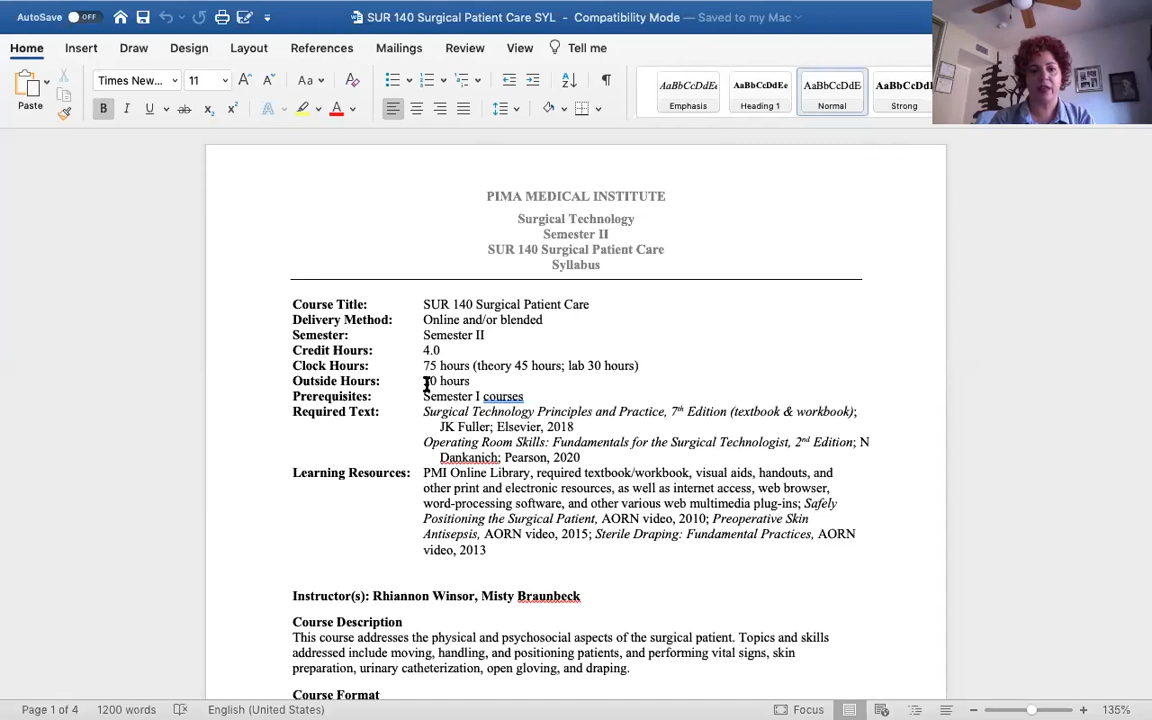 AutoSave OFF SUR 140 Surgical Patient Care SYL - Compatibility Mode — Saved to my Mac
Home Insert Draw Design Layout References Mailings Review View Tell me
Paste Times New... 11 Aa A
B I U ab x₂ x² A A
AaBbCcDdEe AaBbCcDdEe AaBbCcDdE AaBbCcDdEe
Emphasis Heading 1 Normal Strong
PIMA MEDICAL INSTITUTE
Surgical Technology
Semester II
SUR 140 Surgical Patient Care
Syllabus
Course Title: SUR 140 Surgical Patient Care
Delivery Method: Online and/or blended
Semester: Semester II
Credit Hours: 4.0
Clock Hours: 75 hours (theory 45 hours; lab 30 hours)
Outside Hours: hours
Prerequisites: Semester I courses
Required Text: Surgical Technology Principles and Practice, 7th Edition (textbook & workbook);
JK Fuller; Elsevier, 2018
Operating Room Skills: Fundamentals for the Surgical Technologist, 2nd Edition; N
Dankanich; Pearson, 2020
Learning Resources: PMI Online Library, required textbook/workbook, visual aids, handouts, and
other print and electronic resources, as well as internet access, web browser,
word-processing software, and other various web multimedia plug-ins; Safely
Positioning the Surgical Patient, AORN video, 2010; Preoperative Skin
Antisepsis, AORN video, 2015; Sterile Draping: Fundamental Practices, AORN
video, 2013
Instructor(s): Rhiannon Winsor, Misty Braunbeck
Course Description
This course addresses the physical and psychosocial aspects of the surgical patient. Topics and skills
addressed include moving, handling, and positioning patients, and performing vital signs, skin
preparation, urinary catheterization, open gloving, and draping.
Course Format
Page 1 of 4 1200 words English (United States) Focus 135%